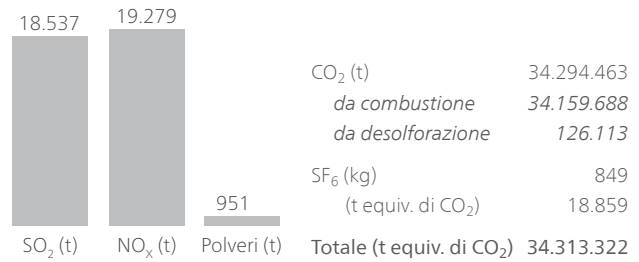 18.537
19.279
951
SO₂ (t)
NOₓ (t)
Polveri (t)
CO₂ (t) 34.294.463
da combustione 34.159.688
da desolforazione 126.113
SF₆ (kg) 849
(t equiv. di CO₂) 18.859
Totale (t equiv. di CO₂) 34.313.322